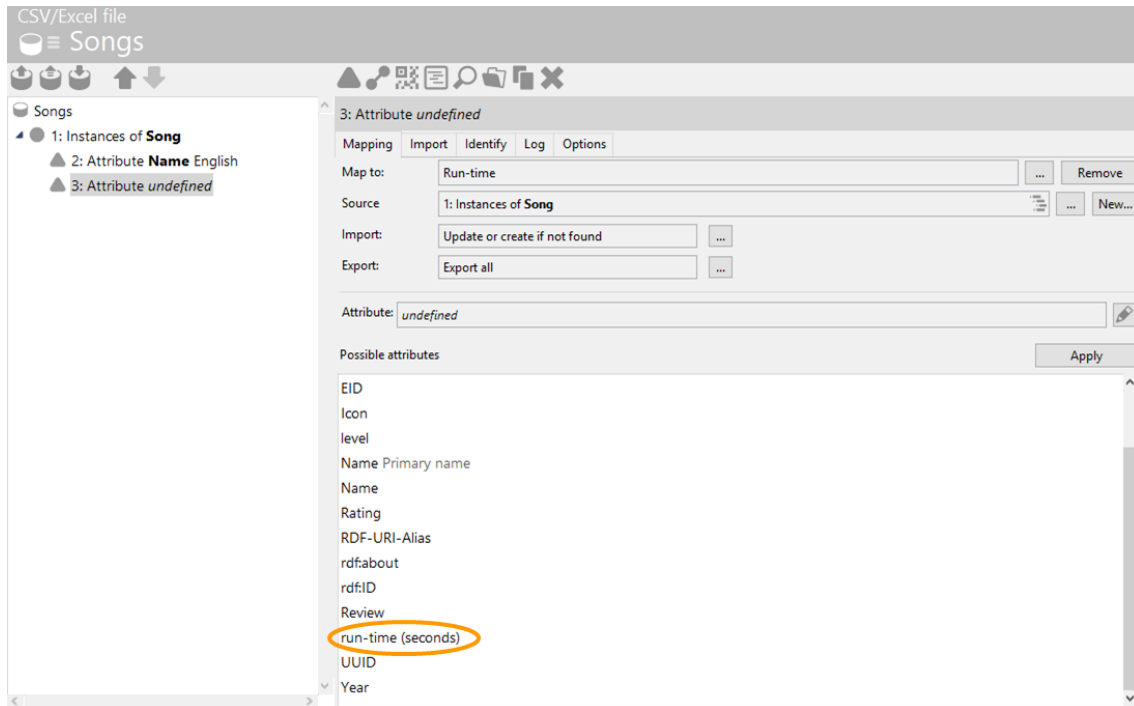 CSV/Excel file
Songs
Songs
1: Instances of Song
2: Attribute Name English
3: Attribute undefined
3: Attribute undefined
Mapping Import Identify Log Options
Map to: Run-time ... Remove
Source 1: Instances of Song ... New...
Import: Update or create if not found ...
Export: Export all ...
Attribute: undefined
Possible attributes Apply
EID
Icon
level
Name Primary name
Name
Rating
RDF-URI-Alias
rdf:about
rdf:ID
Review
run-time (seconds)
UUID
Year